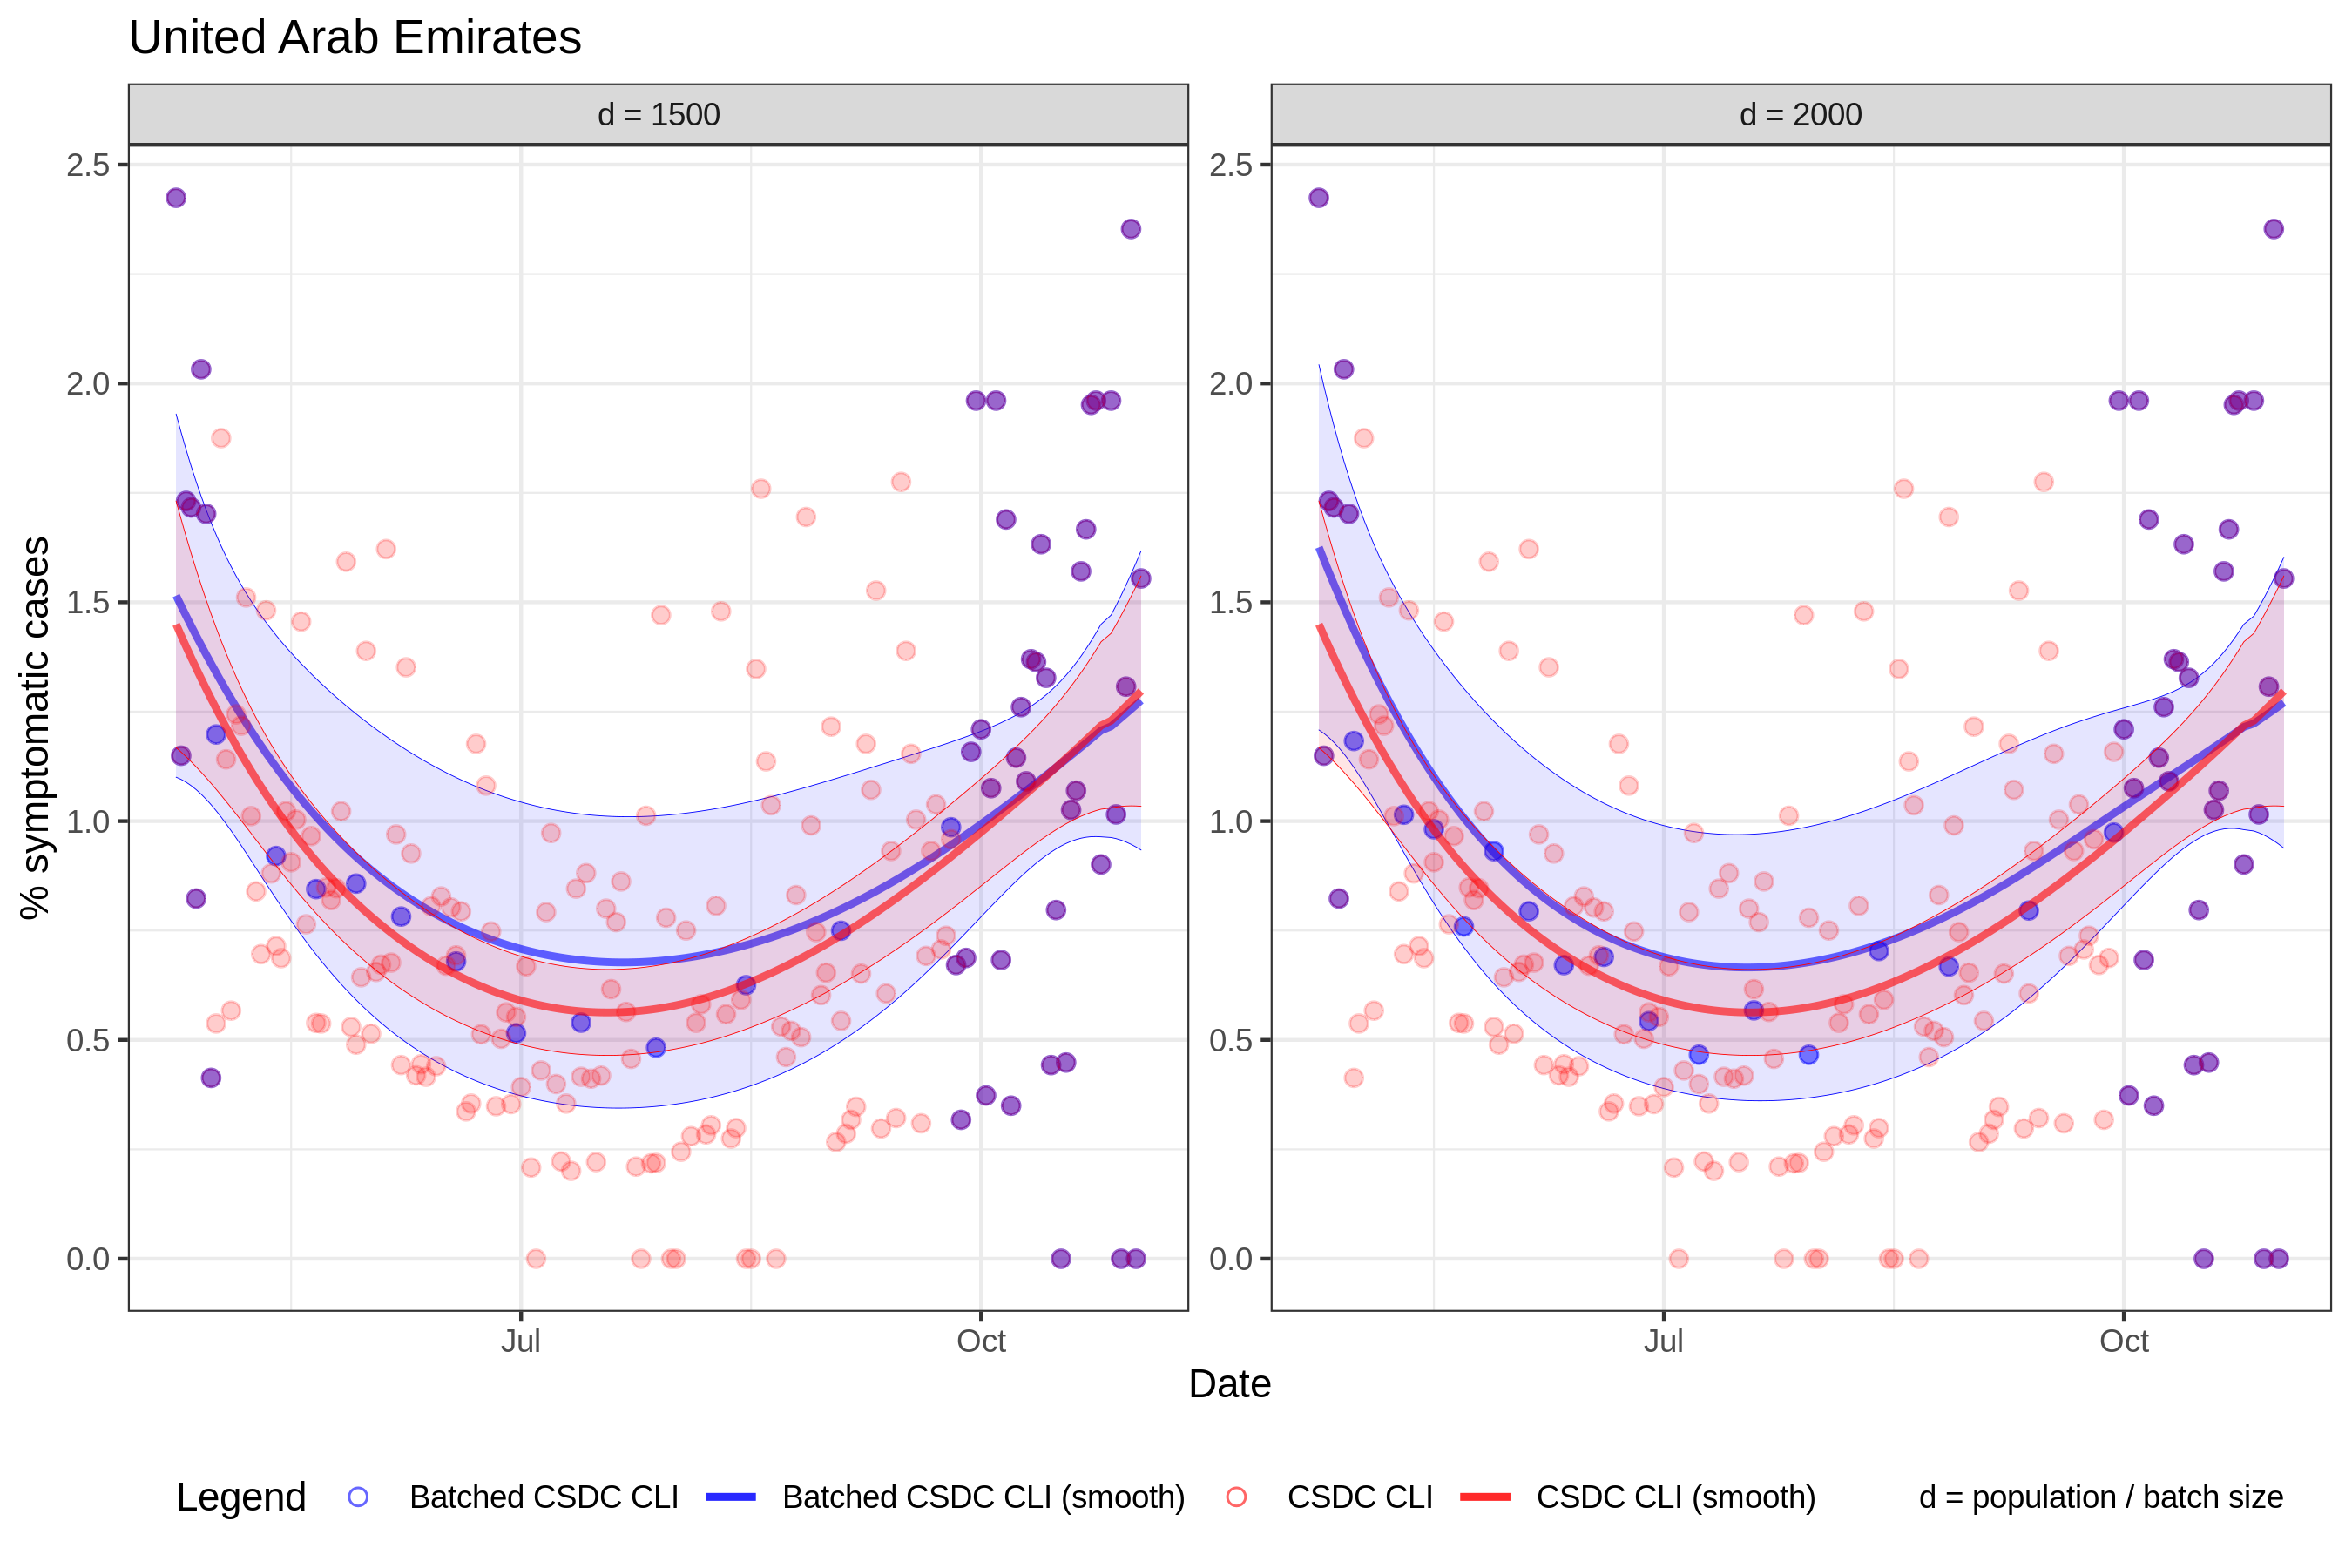 United Arab Emirates
d = 1500
d = 2000
2.5
2.0
1.5
1.0
0.5
0.0
2.5
2.0
1.5
1.0
0.5
0.0
% symptomatic cases
Jul
Oct
Jul
Oct
Date
Legend
Batched CSDC CLI
Batched CSDC CLI (smooth)
CSDC CLI
CSDC CLI (smooth)
d = population / batch size